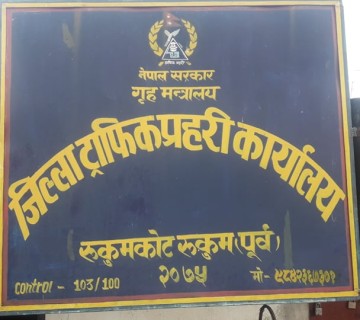 नेपाल सरकार
गृह मन्त्रालय
जिल्ला ट्राफिक प्रहरी कार्यालय
रुकुमकोट रुकुम (पूर्व)
२०७५
control - 103/100
मो-